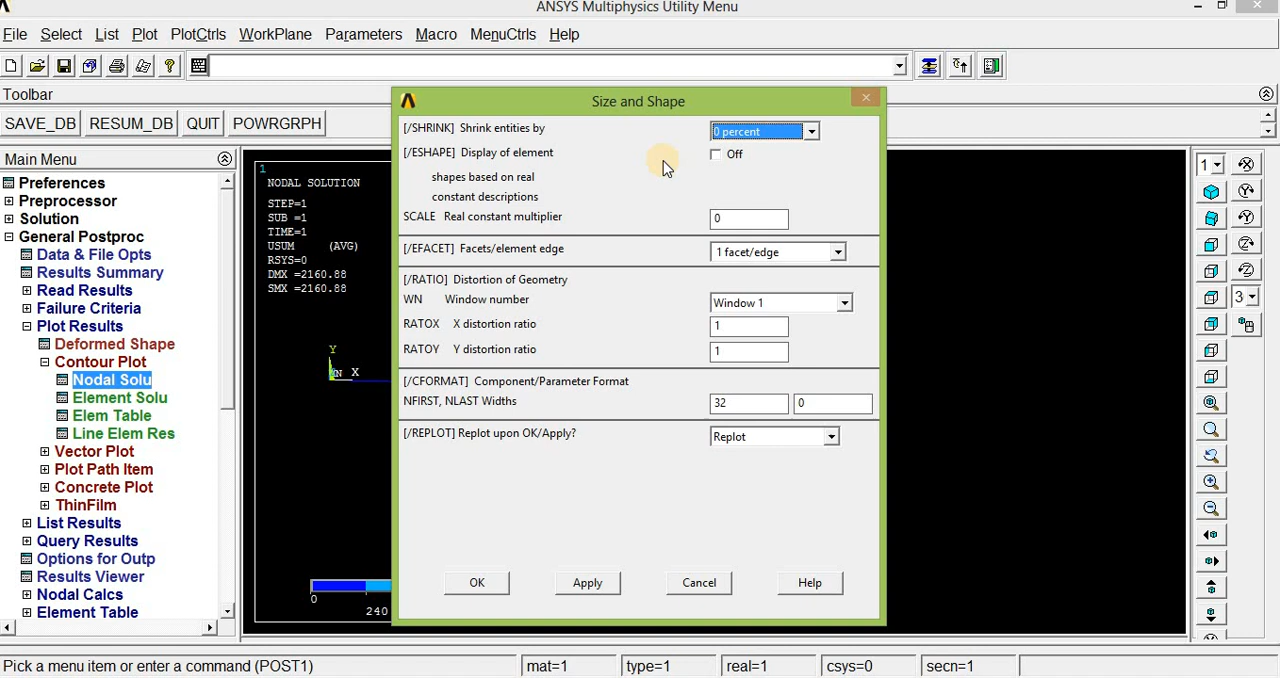 ANSYS Multiphysics Utility Menu
File Select List Plot PlotCtrls WorkPlane Parameters Macro MenuCtrls Help
Toolbar
SAVE_DB RESUM_DB QUIT POWRGRPH
Main Menu
Preferences
Preprocessor
Solution
General Postproc
Data & File Opts
Results Summary
Read Results
Failure Criteria
Plot Results
Deformed Shape
Contour Plot
Nodal Solu
Element Solu
Elem Table
Line Elem Res
Vector Plot
Plot Path Item
Concrete Plot
ThinFilm
List Results
Query Results
Options for Outp
Results Viewer
Nodal Calcs
Element Table
1
NODAL SOLUTION
STEP=1
SUB =1
TIME=1
USUM (AVG)
RSYS=0
DMX =2160.88
SMX =2160.88
Y
X
0
240
Size and Shape
[/SHRINK] Shrink entities by 0 percent
[/ESHAPE] Display of element Off
shapes based on real
constant descriptions
SCALE Real constant multiplier 0
[/EFACET] Facets/element edge 1 facet/edge
[/RATIO] Distortion of Geometry
WN Window number Window 1
RATOX X distortion ratio 1
RATOY Y distortion ratio 1
[/CFORMAT] Component/Parameter Format
NFIRST, NLAST Widths 32 0
[/REPLOT] Replot upon OK/Apply? Replot
OK Apply Cancel Help
1
3
Pick a menu item or enter a command (POST1) mat=1 type=1 real=1 csys=0 secn=1